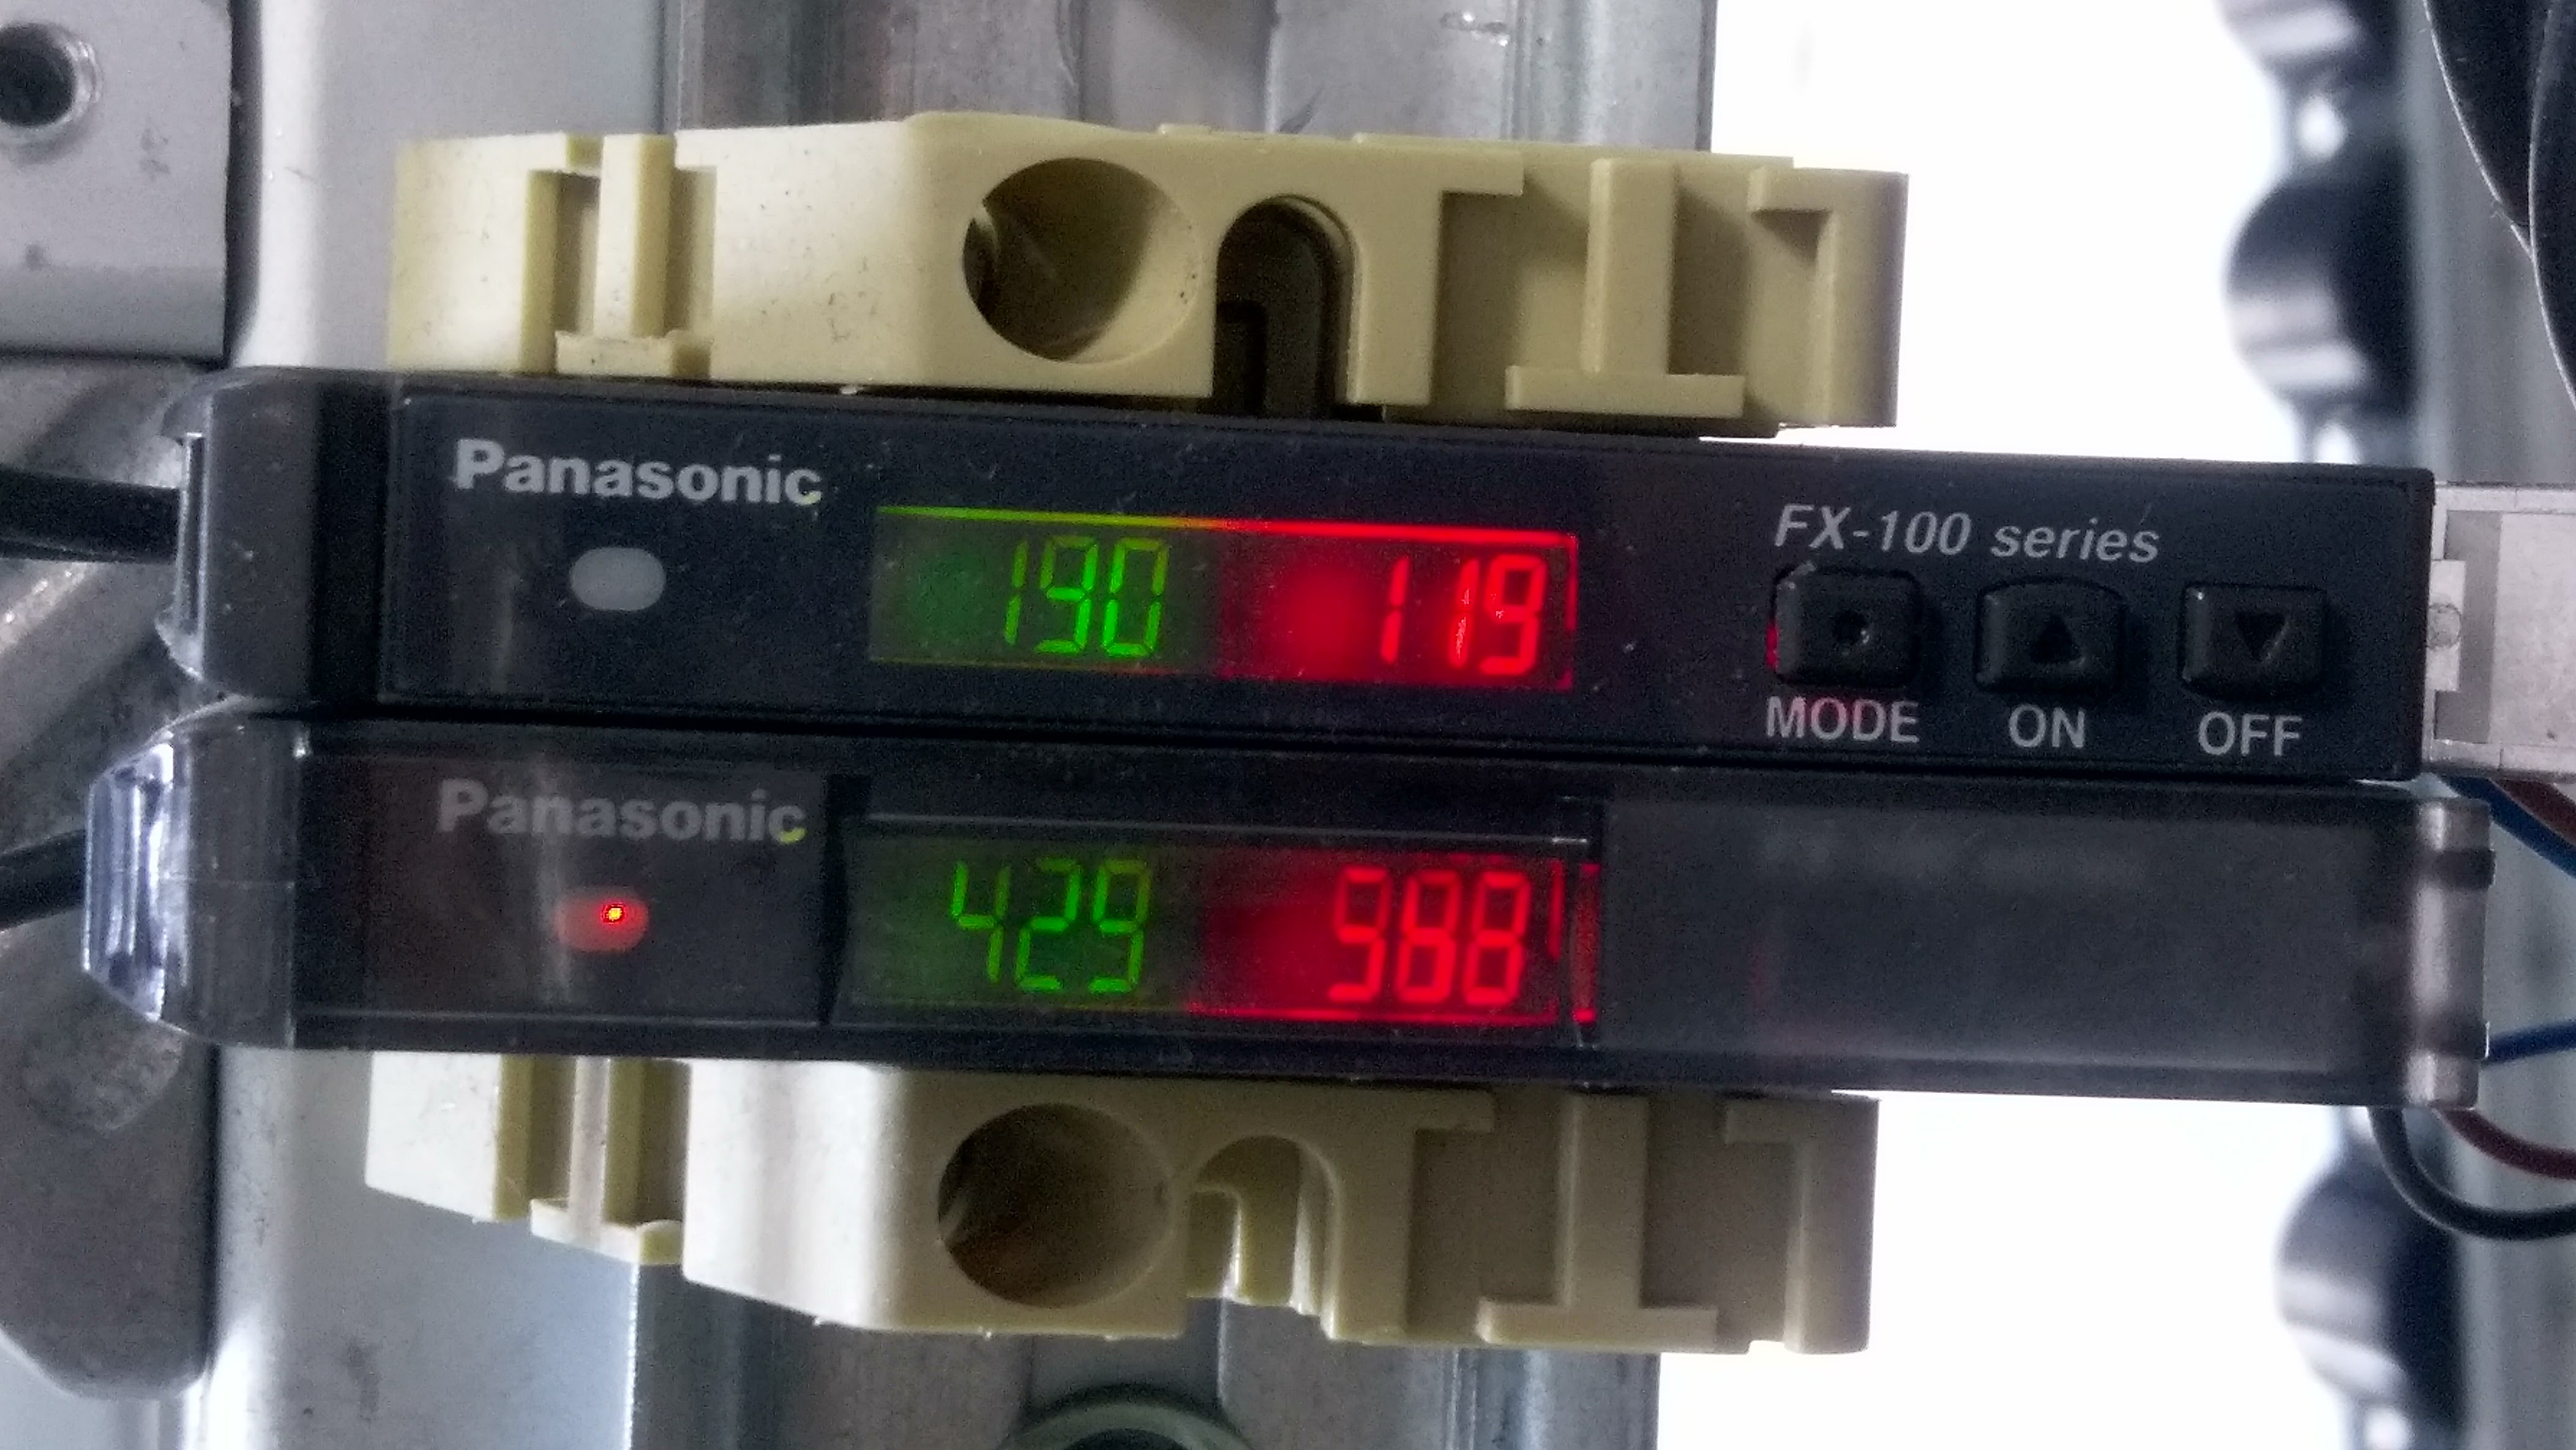 Panasonic
190 119
FX-100 series
MODE ON OFF
Panasonic
429 988